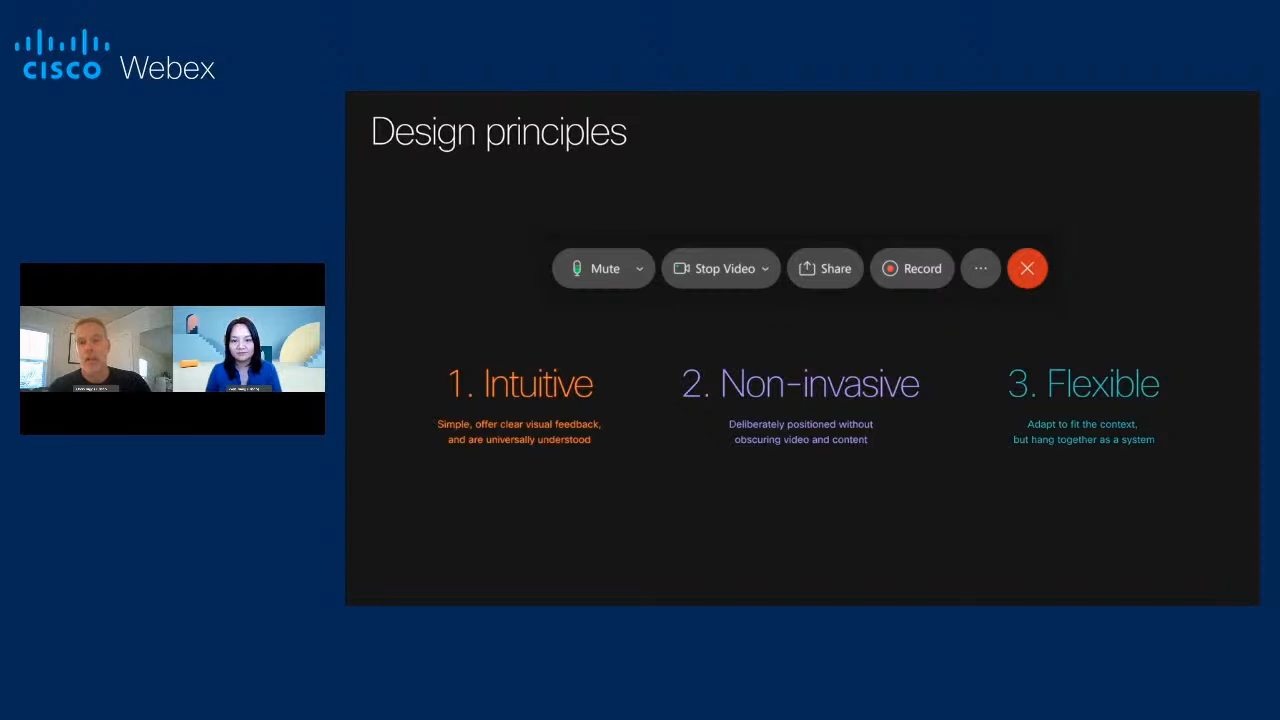 CISCO Webex
Design principles
Mute
Stop Video
Share
Record
1. Intuitive
Simple, offer clear visual feedback,
and are universally understood
2. Non-invasive
Deliberately positioned without
obscuring video and content
3. Flexible
Adapt to fit the context,
but hang together as a system